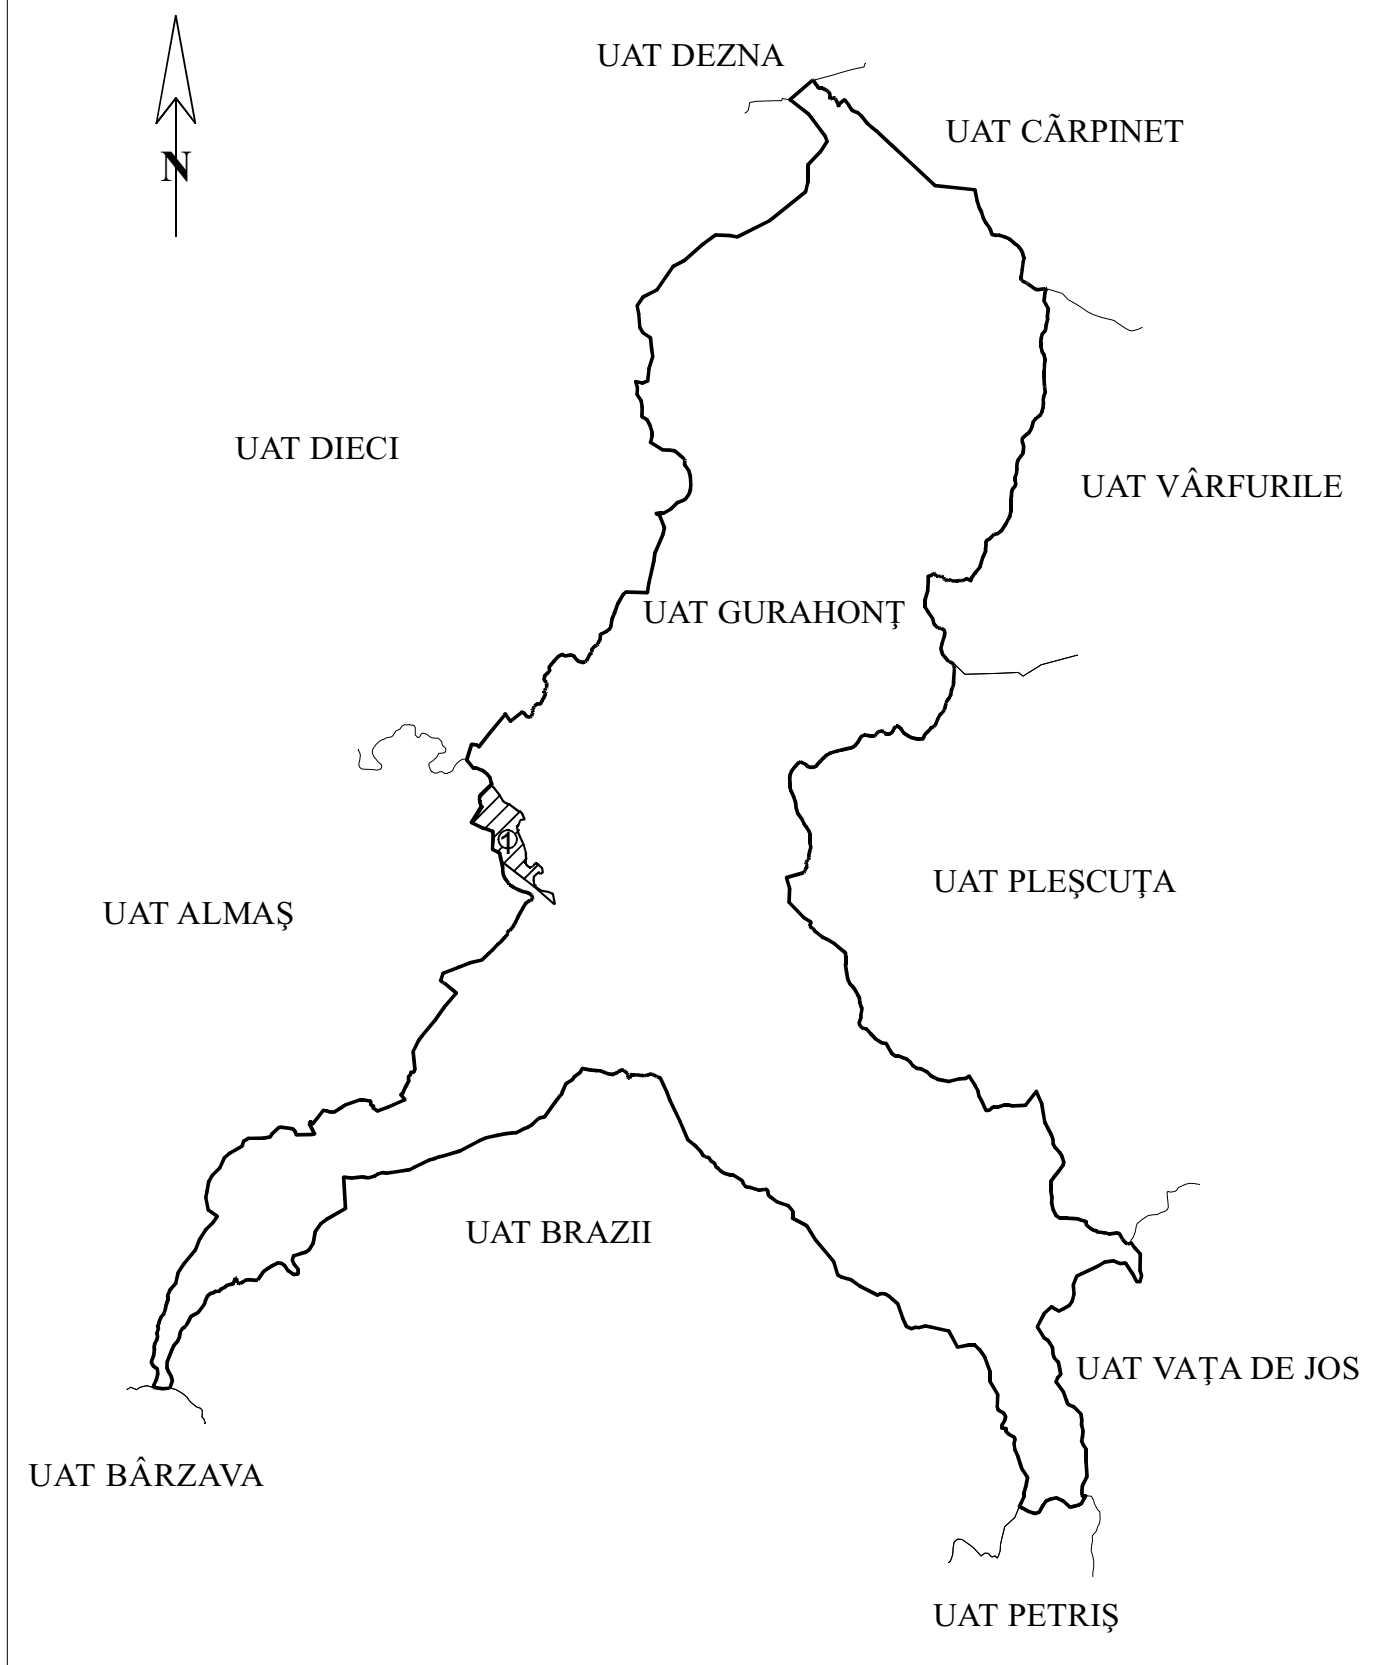 UAT DEZNA
UAT CÃRPINET
N
UAT DIECI
UAT VÂRFURILE
UAT GURAHONŢ
1
UAT PLEŞCUŢA
UAT ALMAŞ
UAT BRAZII
UAT VAŢA DE JOS
UAT BÂRZAVA
UAT PETRIŞ